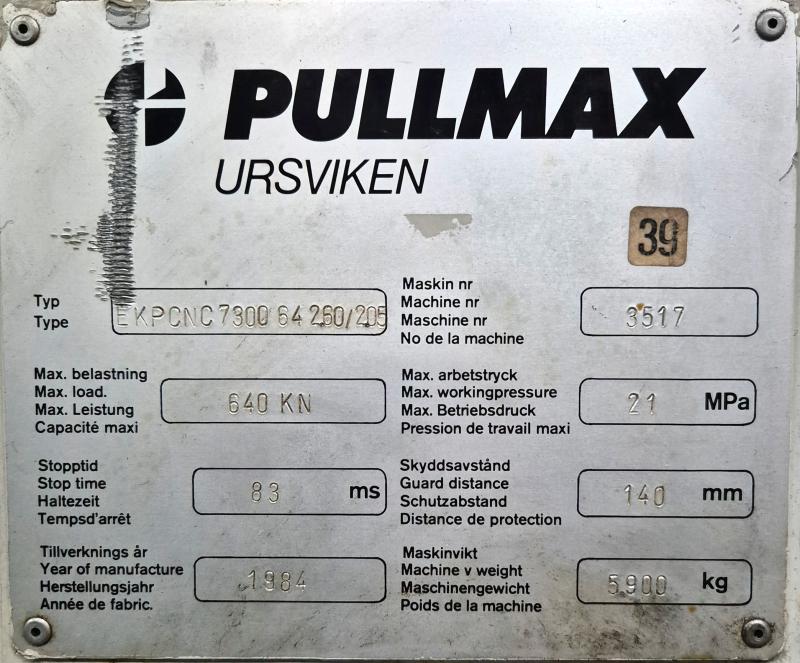 PULLMAX
URSVIKEN
39
Typ
Type
EKPCNC 7300 64 260/205
Maskin nr
Machine nr
Maschine nr
No de la machine
3517
Max. belastning
Max. load.
Max. Leistung
Capacité maxi
640 KN
Max. arbetstryck
Max. workingpressure
Max. Betriebsdruck
Pression de travail maxi
21 MPa
Stopptid
Stop time
Haltezeit
Tempsd'arrêt
83 ms
Skyddsavstånd
Guard distance
Schutzabstand
Distance de protection
140 mm
Tillverknings år
Year of manufacture
Herstellungsjahr
Année de fabric.
1984
Maskinvikt
Machine v weight
Maschinengewicht
Poids de la machine
5900 kg